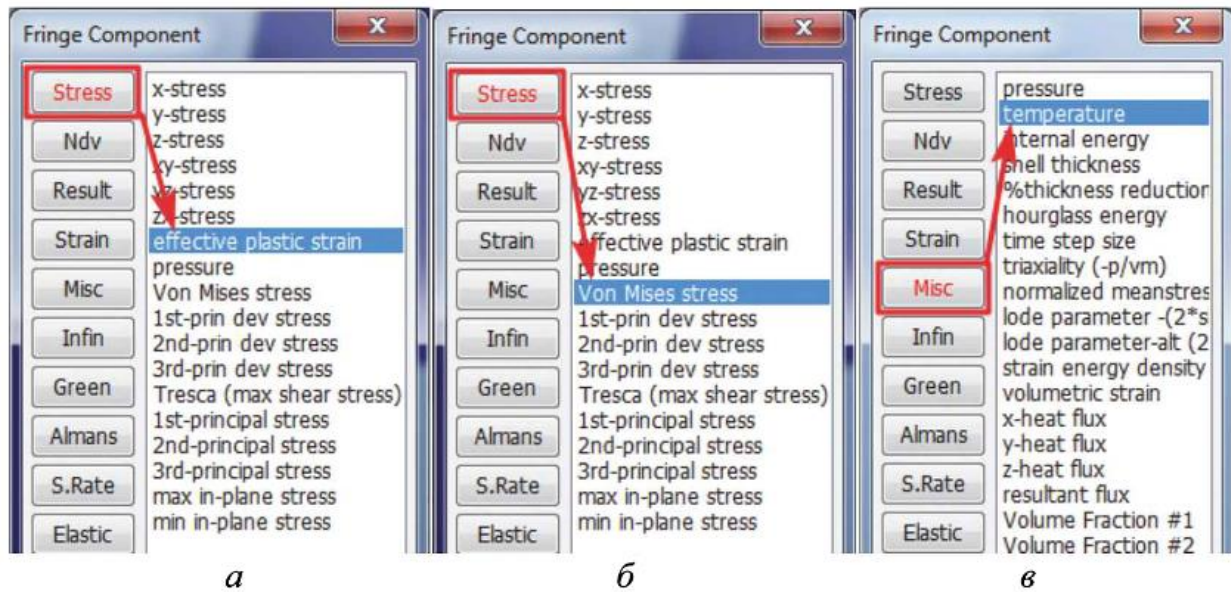 Fringe Component
Stress
Ndv
Result
Strain
Misc
Infin
Green
Almans
S.Rate
Elastic
x-stress
y-stress
z-stress
xy-stress
yz-stress
zx-stress
effective plastic strain
pressure
Von Mises stress
1st-prin dev stress
2nd-prin dev stress
3rd-prin dev stress
Tresca (max shear stress)
1st-principal stress
2nd-principal stress
3rd-principal stress
max in-plane stress
min in-plane stress
а
Fringe Component
Stress
Ndv
Result
Strain
Misc
Infin
Green
Almans
S.Rate
Elastic
x-stress
y-stress
z-stress
xy-stress
yz-stress
zx-stress
effective plastic strain
pressure
Von Mises stress
1st-prin dev stress
2nd-prin dev stress
3rd-prin dev stress
Tresca (max shear stress)
1st-principal stress
2nd-principal stress
3rd-principal stress
max in-plane stress
min in-plane stress
б
Fringe Component
Stress
Ndv
Result
Strain
Misc
Infin
Green
Almans
S.Rate
Elastic
pressure
temperature
internal energy
shell thickness
%thickness reduction
hourglass energy
time step size
triaxiality (-p/vm)
normalized meanstres
lode parameter -(2*s
lode parameter-alt (2
strain energy density
volumetric strain
x-heat flux
y-heat flux
z-heat flux
resultant flux
Volume Fraction #1
Volume Fraction #2
в